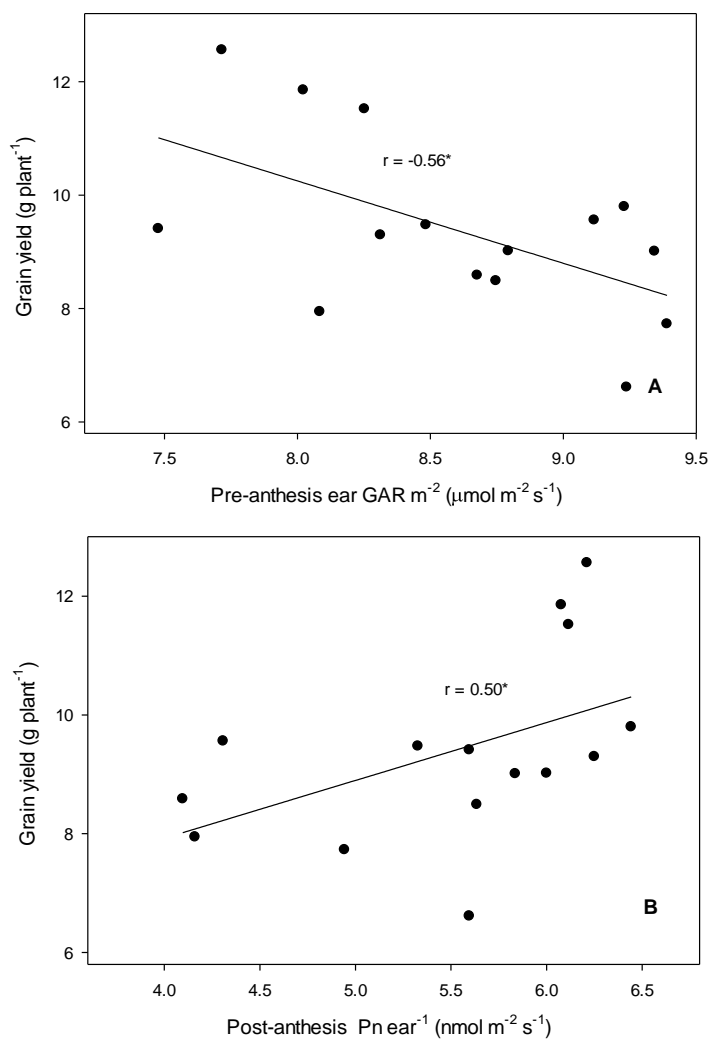 12
10
8
6
Grain yield (g plant⁻¹)
r = -0.56*
A
7.5 8.0 8.5 9.0 9.5
Pre-anthesis ear GAR m⁻² (μmol m⁻² s⁻¹)
12
10
8
6
Grain yield (g plant⁻¹)
r = 0.50*
B
4.0 4.5 5.0 5.5 6.0 6.5
Post-anthesis Pn ear⁻¹ (nmol m⁻² s⁻¹)